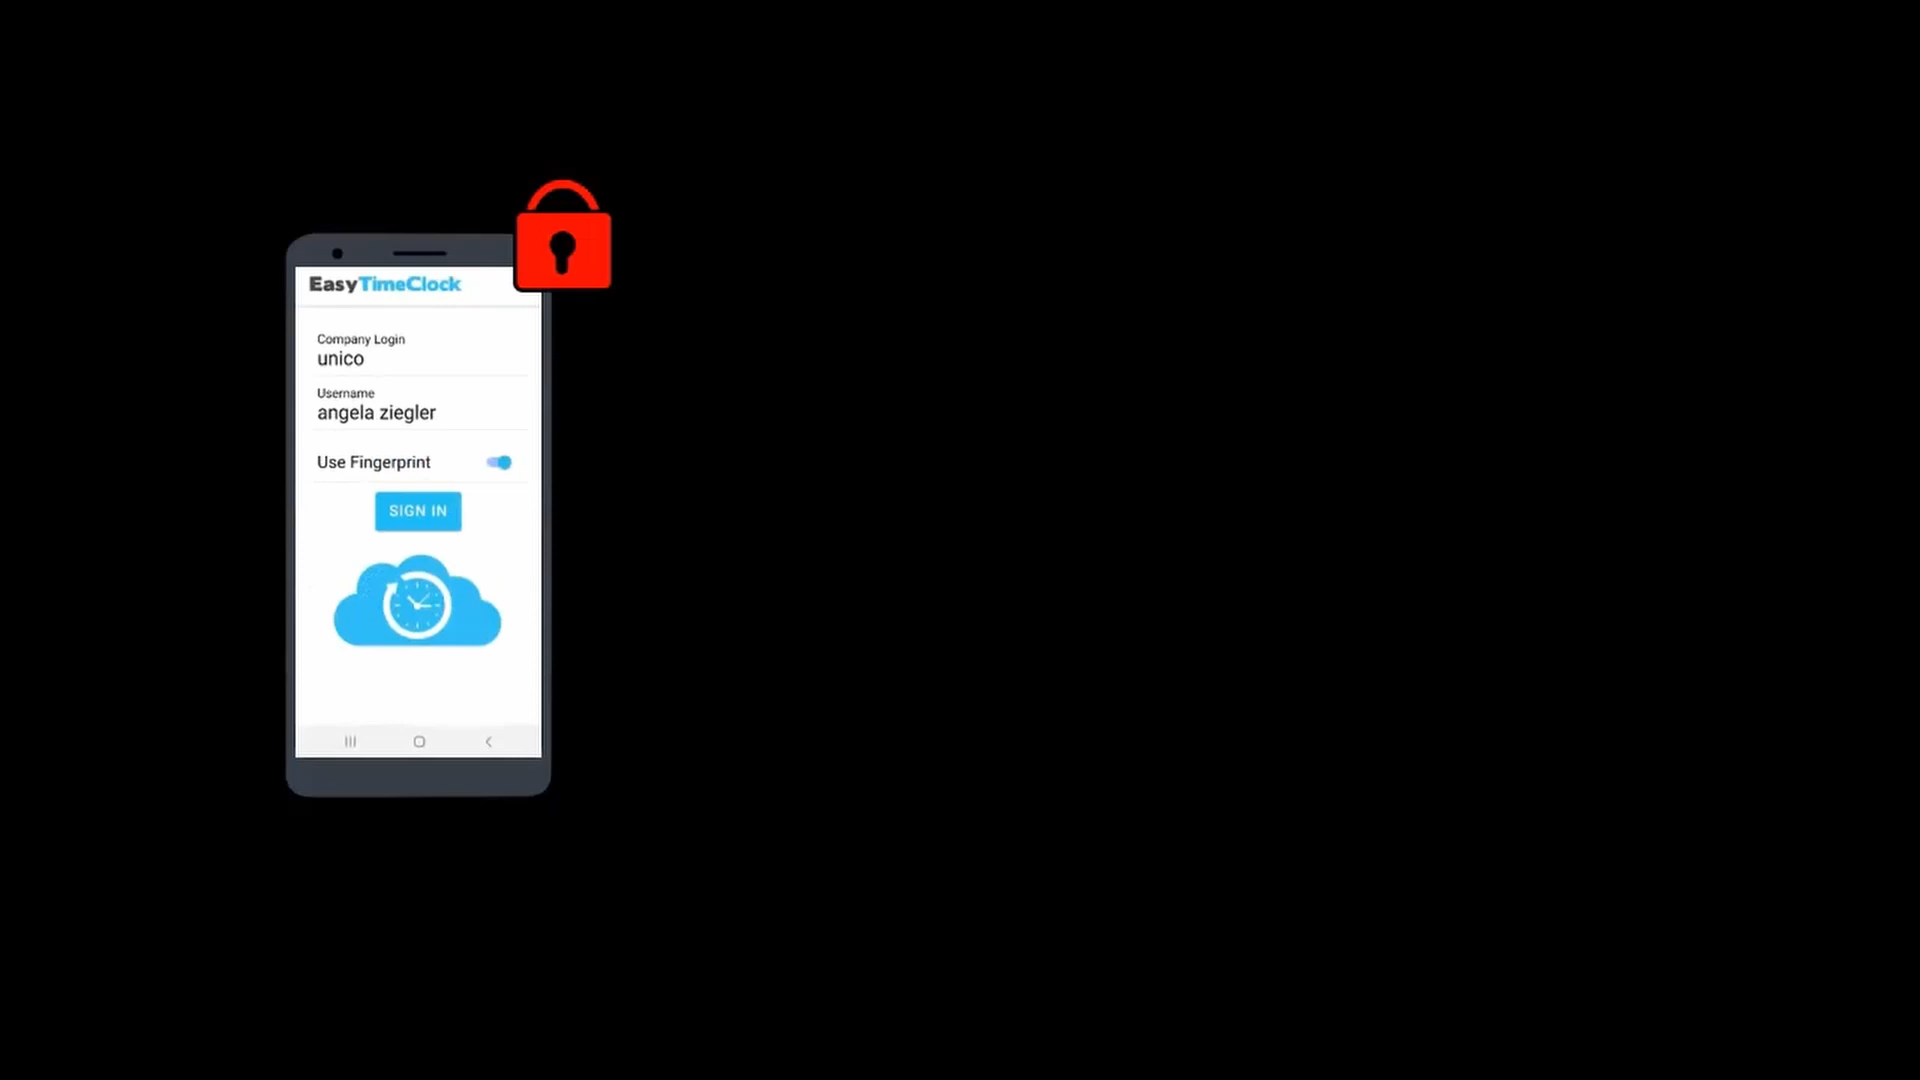 EasyTimeClock
Company Login
unico
Username
angela ziegler
Use Fingerprint
SIGN IN